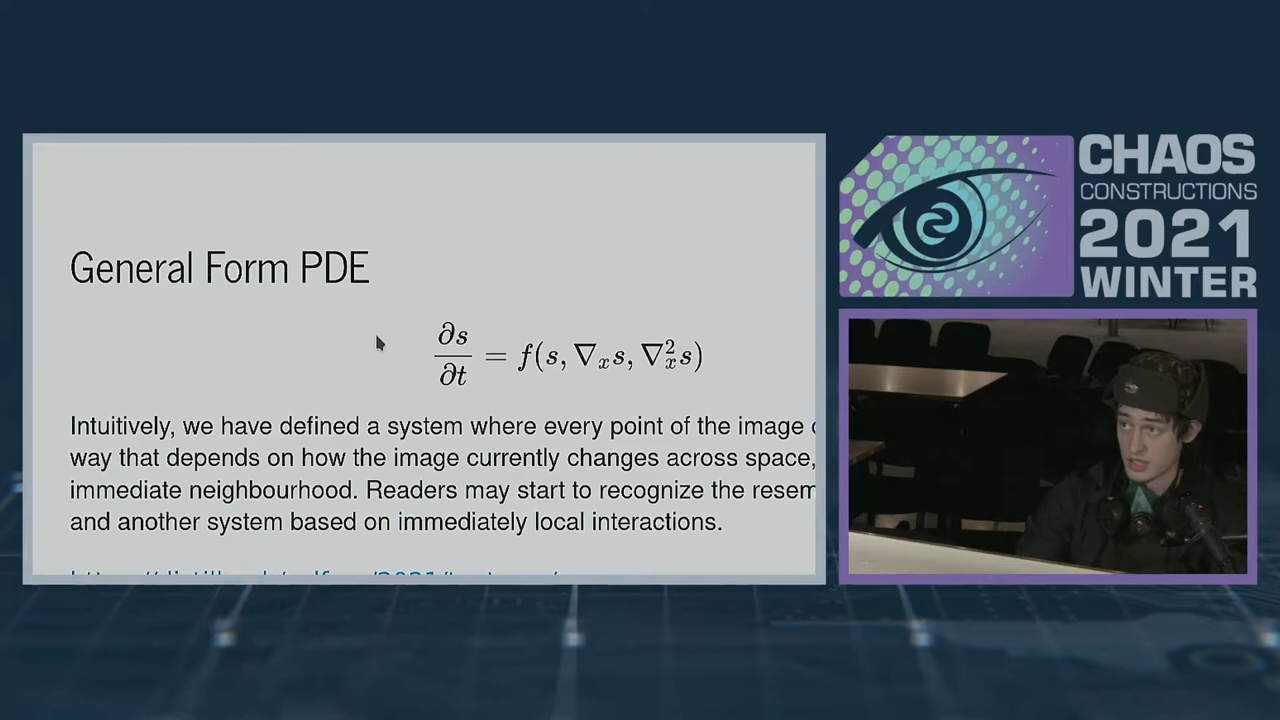 General Form PDE
∂s/∂t = f(s, ∇ₓs, ∇ₓ²s)
Intuitively, we have defined a system where every point of the image
way that depends on how the image currently changes across space,
immediate neighbourhood. Readers may start to recognize the
and another system based on immediately local interactions.
CHAOS
CONSTRUCTIONS
2021
WINTER